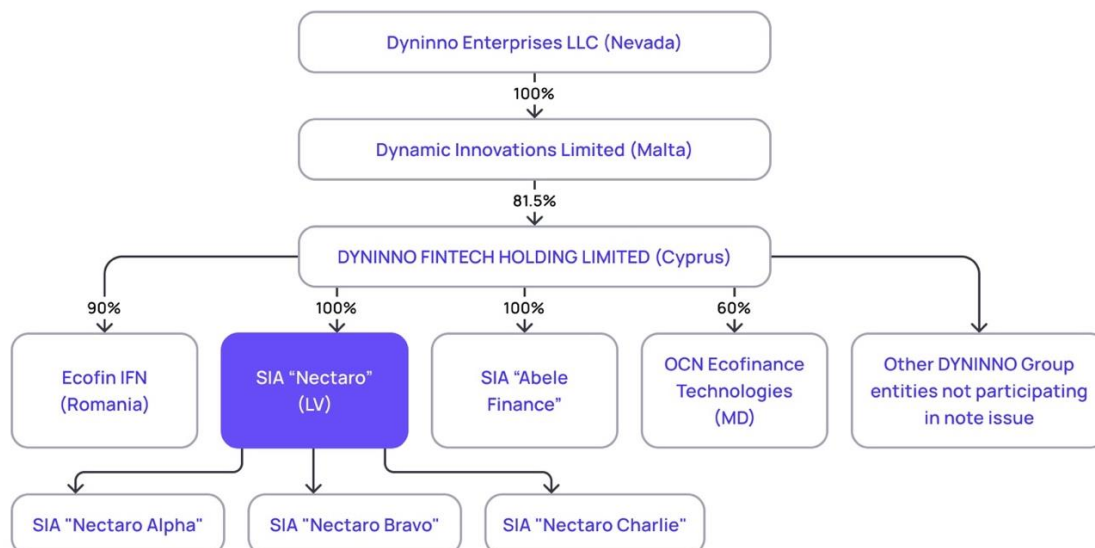 Dyninno Enterprises LLC (Nevada)
100%
Dynamic Innovations Limited (Malta)
81.5%
DYNINNO FINTECH HOLDING LIMITED (Cyprus)
90%
100%
100%
60%
Ecofin IFN
(Romania)
SIA “Nectaro”
(LV)
SIA “Abele
Finance”
OCN Ecofinance
Technologies
(MD)
Other DYNINNO Group
entities not participating
in note issue
SIA "Nectaro Alpha"
SIA "Nectaro Bravo"
SIA "Nectaro Charlie"